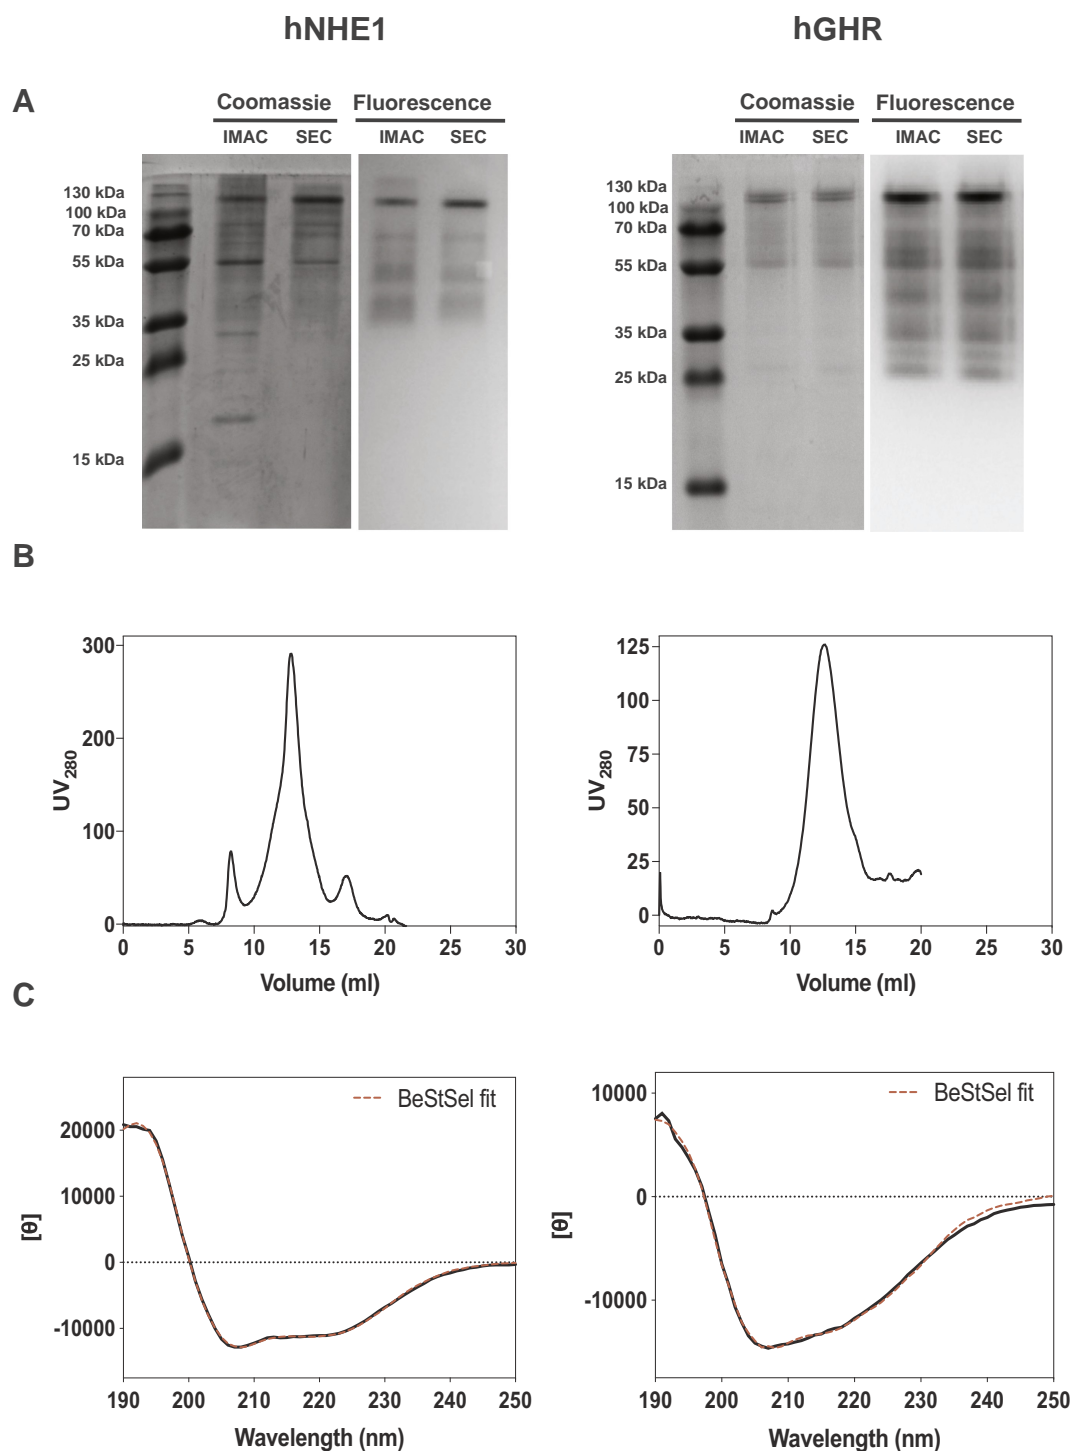 hNHE1 hGHR
A
Coomassie Fluorescence Coomassie Fluorescence
IMAC SEC IMAC SEC IMAC SEC IMAC SEC
130 kDa
100 kDa
70 kDa
55 kDa
35 kDa
25 kDa
15 kDa
130 kDa
100 kDa
70 kDa
55 kDa
35 kDa
25 kDa
15 kDa
B
300
200
100
0
UV280
0 5 10 15 20 25 30
Volume (ml)
125
100
75
50
25
0
UV280
0 5 10 15 20 25 30
Volume (ml)
C
BeStSel fit
20000
10000
0
-10000
[θ]
190 200 210 220 230 240 250
Wavelength (nm)
BeStSel fit
10000
0
-10000
[θ]
190 200 210 220 230 240 250
Wavelength (nm)